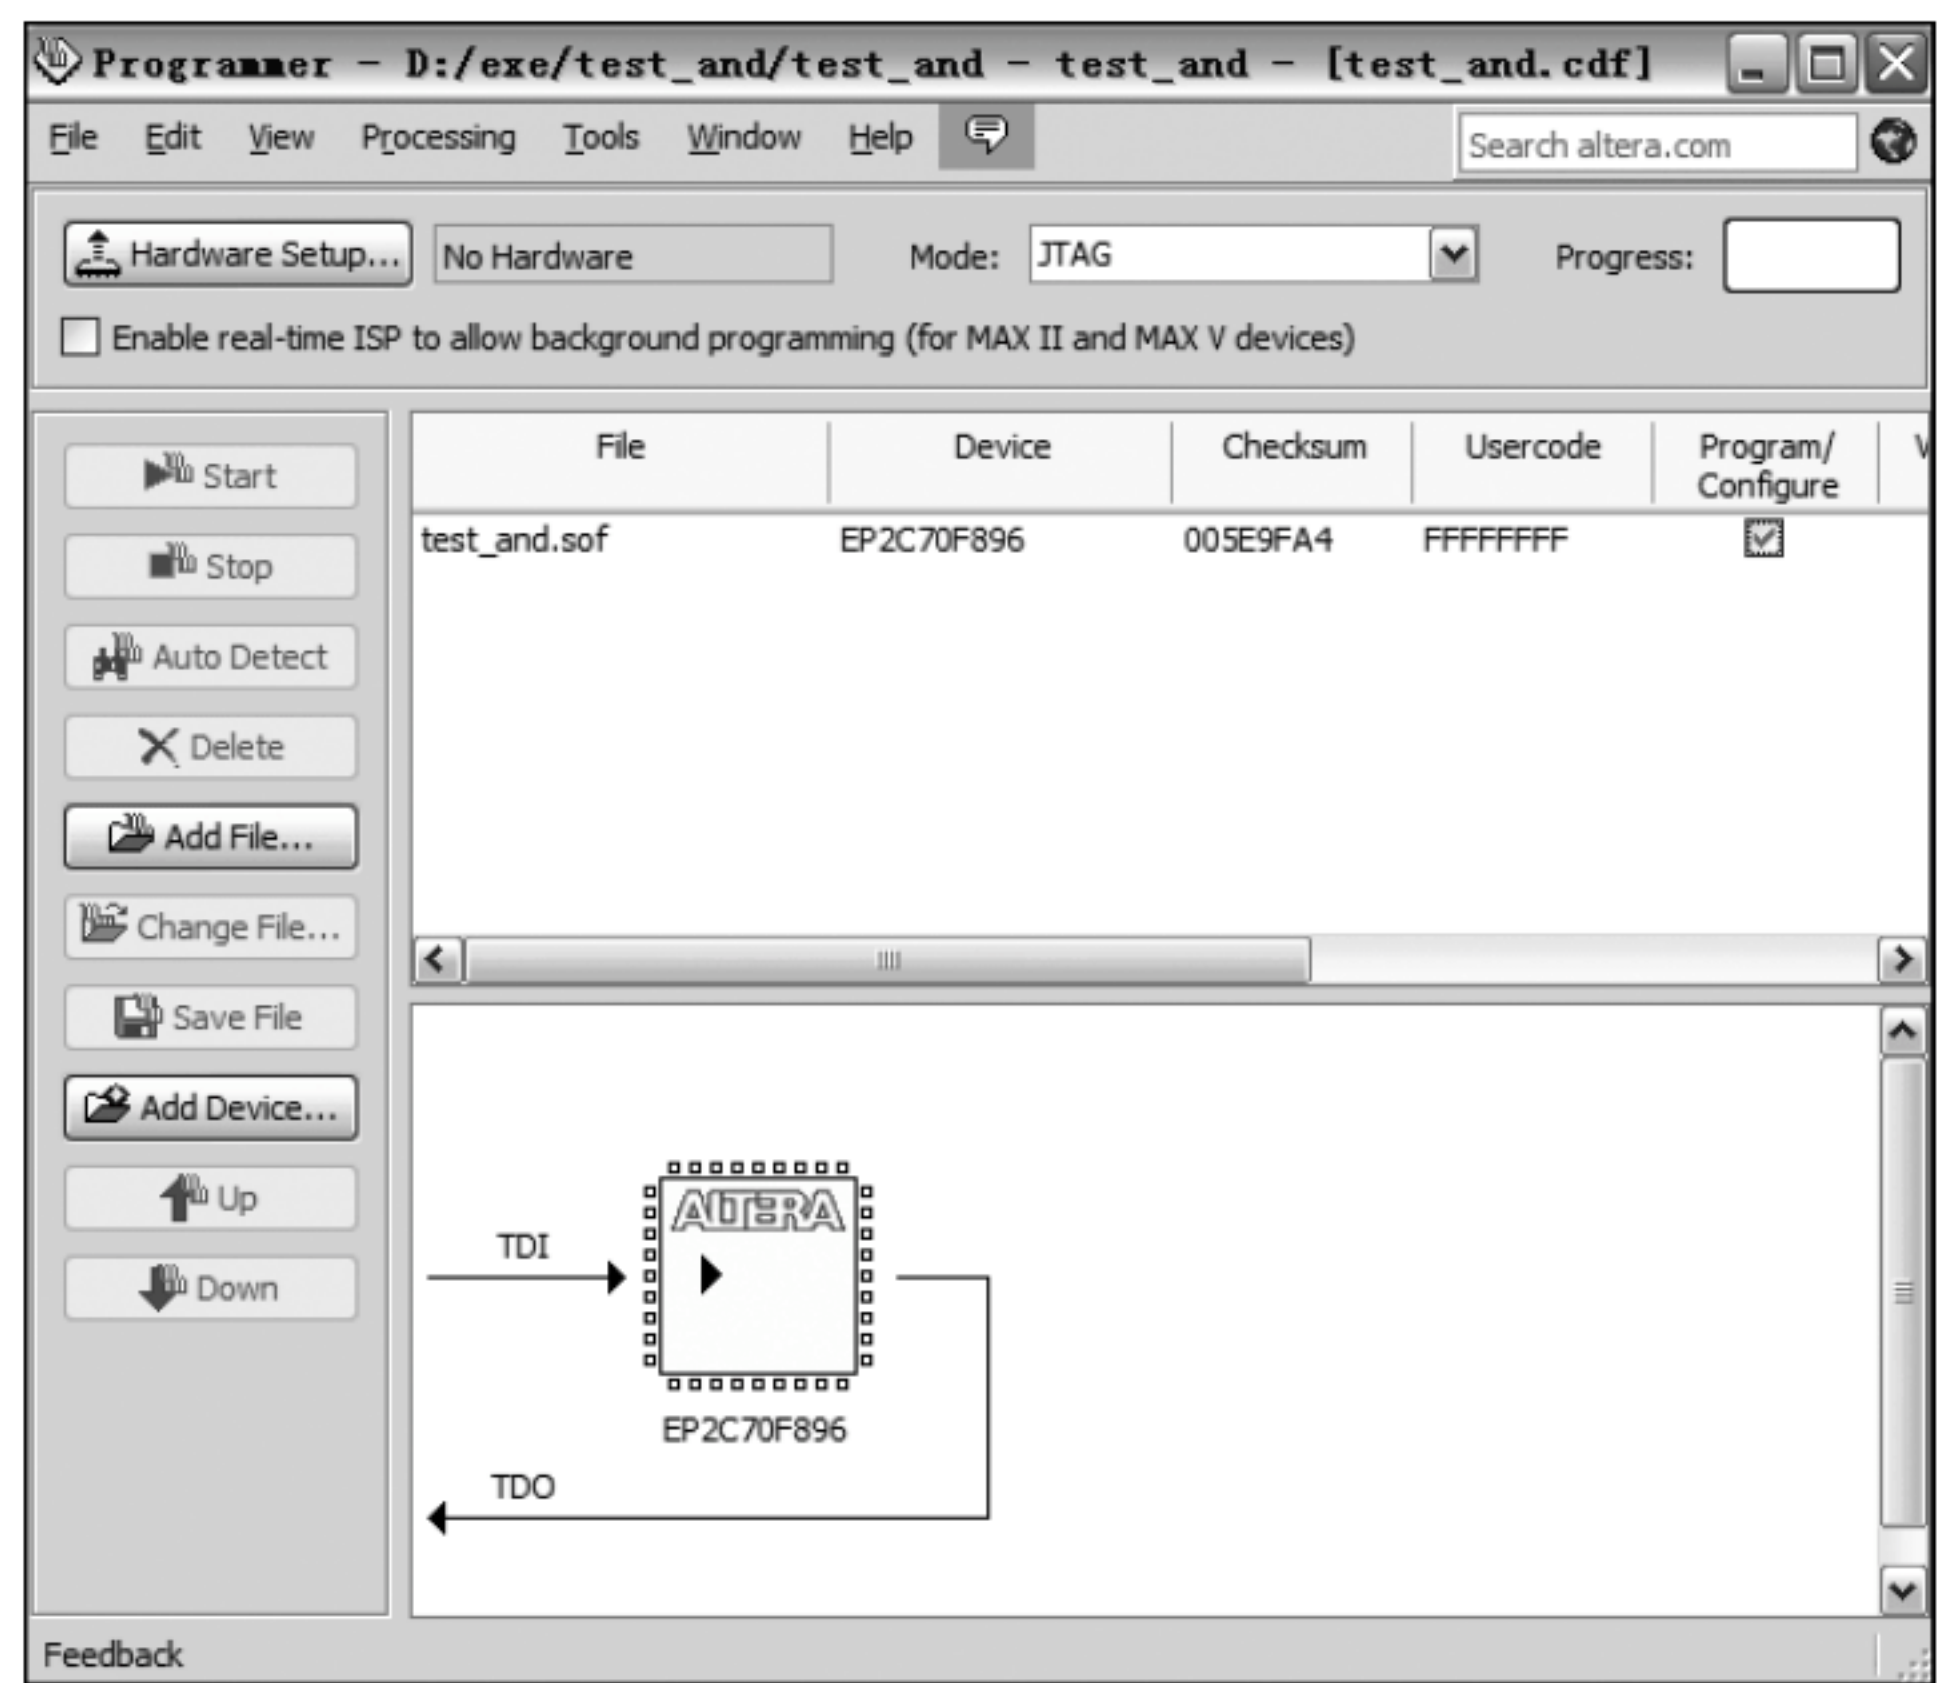 Programmer - D:/exe/test_and/test_and - test_and - [test_and.cdf]
File Edit View Processing Tools Window Help Search altera.com
Hardware Setup... No Hardware Mode: JTAG Progress:
Enable real-time ISP to allow background programming (for MAX II and MAX V devices)
File Device Checksum Usercode Program/
Configure
test_and.sof EP2C70F896 005E9FA4 FFFFFFFF
Start
Stop
Auto Detect
Delete
Add File...
Change File...
Save File
Add Device...
Up
Down
ALTERA
TDI
EP2C70F896
TDO
Feedback